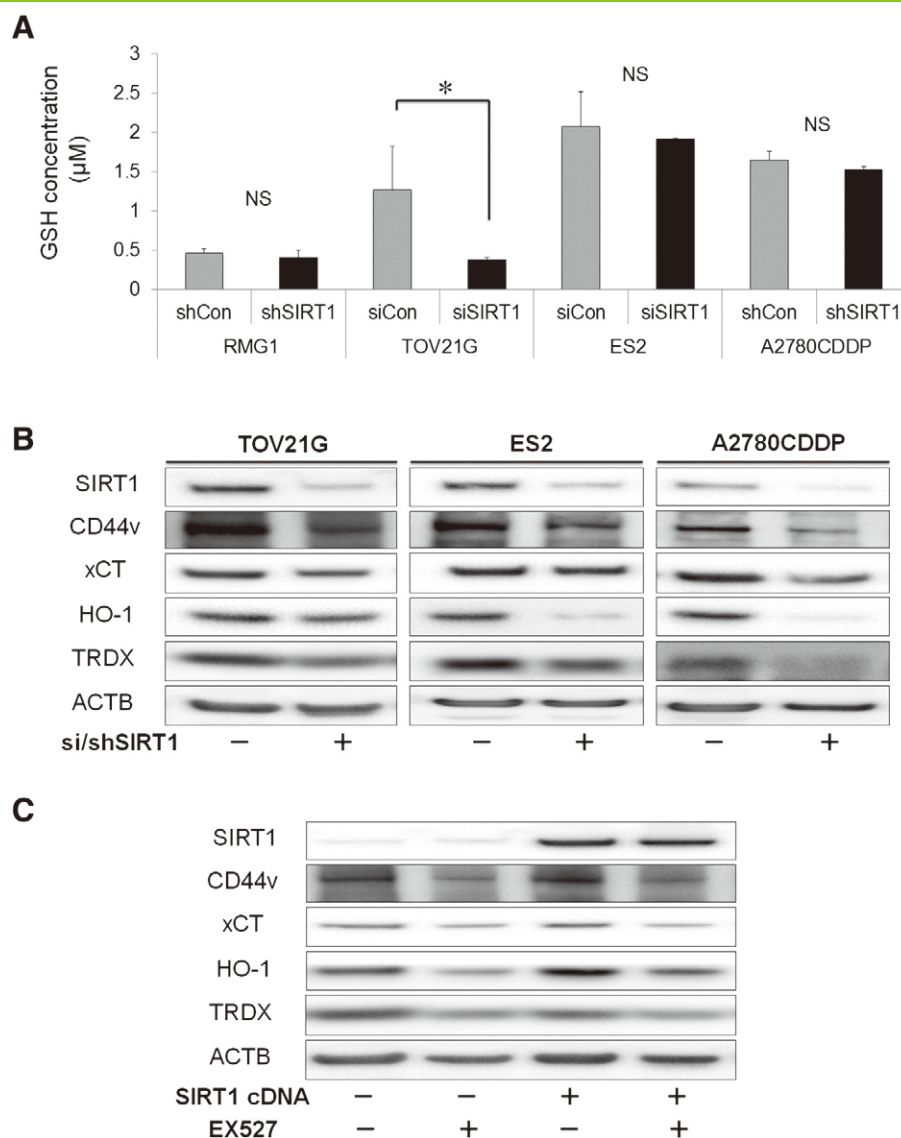 A
GSH concentration
(µM)
3
2.5
2
1.5
1
0.5
0
NS
*
NS
NS
shCon shSIRT1 siCon siSIRT1 siCon siSIRT1 shCon shSIRT1
RMG1 TOV21G ES2 A2780CDDP
B
TOV21G ES2 A2780CDDP
SIRT1
CD44v
xCT
HO-1
TRDX
ACTB
si/shSIRT1 − + − + − +
C
SIRT1
CD44v
xCT
HO-1
TRDX
ACTB
SIRT1 cDNA − − + +
EX527 − + − +